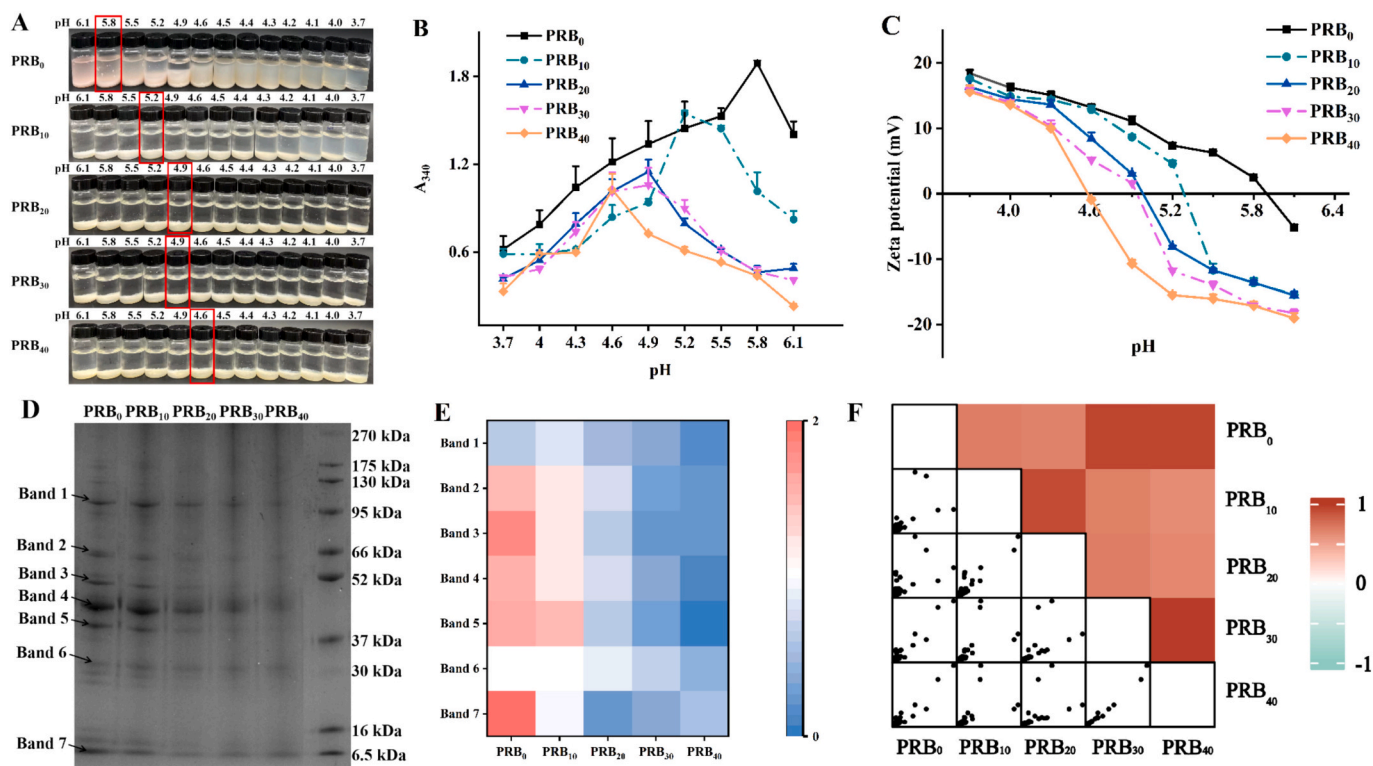 A
pH 6.1 5.8 5.5 5.2 4.9 4.6 4.5 4.4 4.3 4.2 4.1 4.0 3.7
PRB0
pH 6.1 5.8 5.5 5.2 4.9 4.6 4.5 4.4 4.3 4.2 4.1 4.0 3.7
PRB10
pH 6.1 5.8 5.5 5.2 4.9 4.6 4.5 4.4 4.3 4.2 4.1 4.0 3.7
PRB20
pH 6.1 5.8 5.5 5.2 4.9 4.6 4.5 4.4 4.3 4.2 4.1 4.0 3.7
PRB30
pH 6.1 5.8 5.5 5.2 4.9 4.6 4.5 4.4 4.3 4.2 4.1 4.0 3.7
PRB40
B
PRB0
PRB10
PRB20
PRB30
PRB40
1.8
1.2
0.6
A340
3.7 4 4.3 4.6 4.9 5.2 5.5 5.8 6.1
pH
C
PRB0
PRB10
PRB20
PRB30
PRB40
20
10
0
-10
-20
Zeta potential (mV)
4.0 4.6 5.2 5.8 6.4
pH
D
PRB0 PRB10 PRB20 PRB30 PRB40
270 kDa
175 kDa
130 kDa
95 kDa
66 kDa
52 kDa
37 kDa
30 kDa
16 kDa
6.5 kDa
Band 1
Band 2
Band 3
Band 4
Band 5
Band 6
Band 7
E
Band 1
Band 2
Band 3
Band 4
Band 5
Band 6
Band 7
PRB0 PRB10 PRB20 PRB30 PRB40
2
0
F
PRB0
PRB10
PRB20
PRB30
PRB40
PRB0 PRB10 PRB20 PRB30 PRB40
1
0
-1